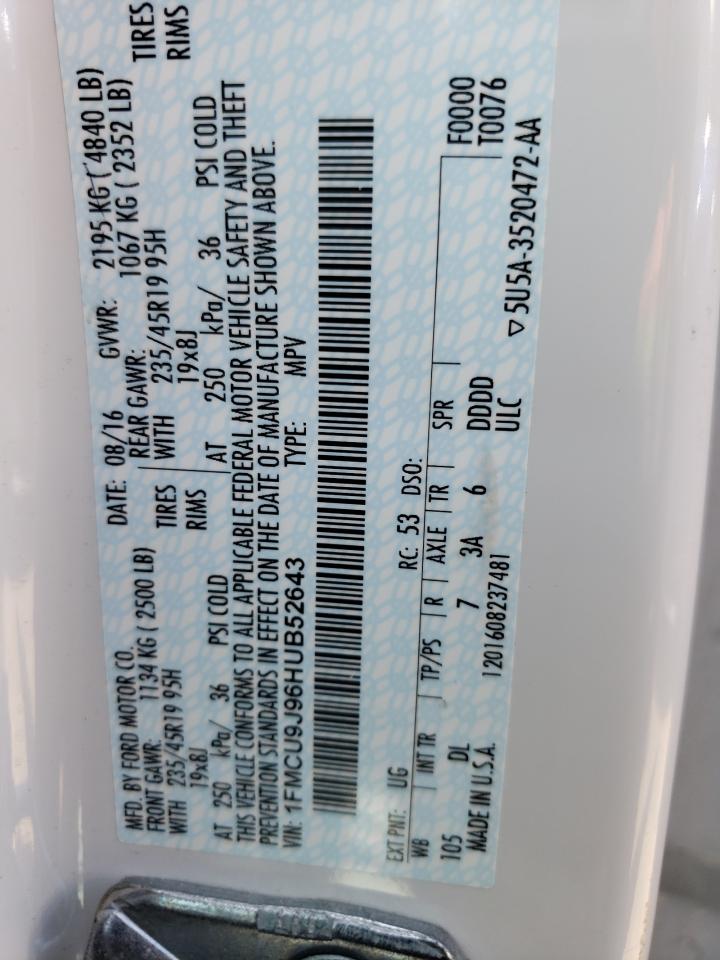 MFD. BY FORD MOTOR CO.
DATE: 08/16 GVWR: 2195 KG ( 4840 LB)
FRONT GAWR: 1134 KG ( 2500 LB)
REAR GAWR: 1067 KG ( 2352 LB)
WITH 235/45R19 95H TIRES
WITH 235/45R19 95H TIRES
19x8J RIMS
19x8J RIMS
AT 250 kPa/ 36 PSI COLD
AT 250 kPa/ 36 PSI COLD
THIS VEHICLE CONFORMS TO ALL APPLICABLE FEDERAL MOTOR VEHICLE SAFETY AND THEFT
PREVENTION STANDARDS IN EFFECT ON THE DATE OF MANUFACTURE SHOWN ABOVE.
VIN: 1FMCU9J96HUB52643 TYPE: MPV
EXT PNT: UG RC: 53 DSO: F0000
T0076
WB INT TR TP/PS R AXLE TR SPR
105 DL 7 3A 6 DDDD
ULC
MADE IN U.S.A. 1201608237481
▽5U5A-3520472-AA